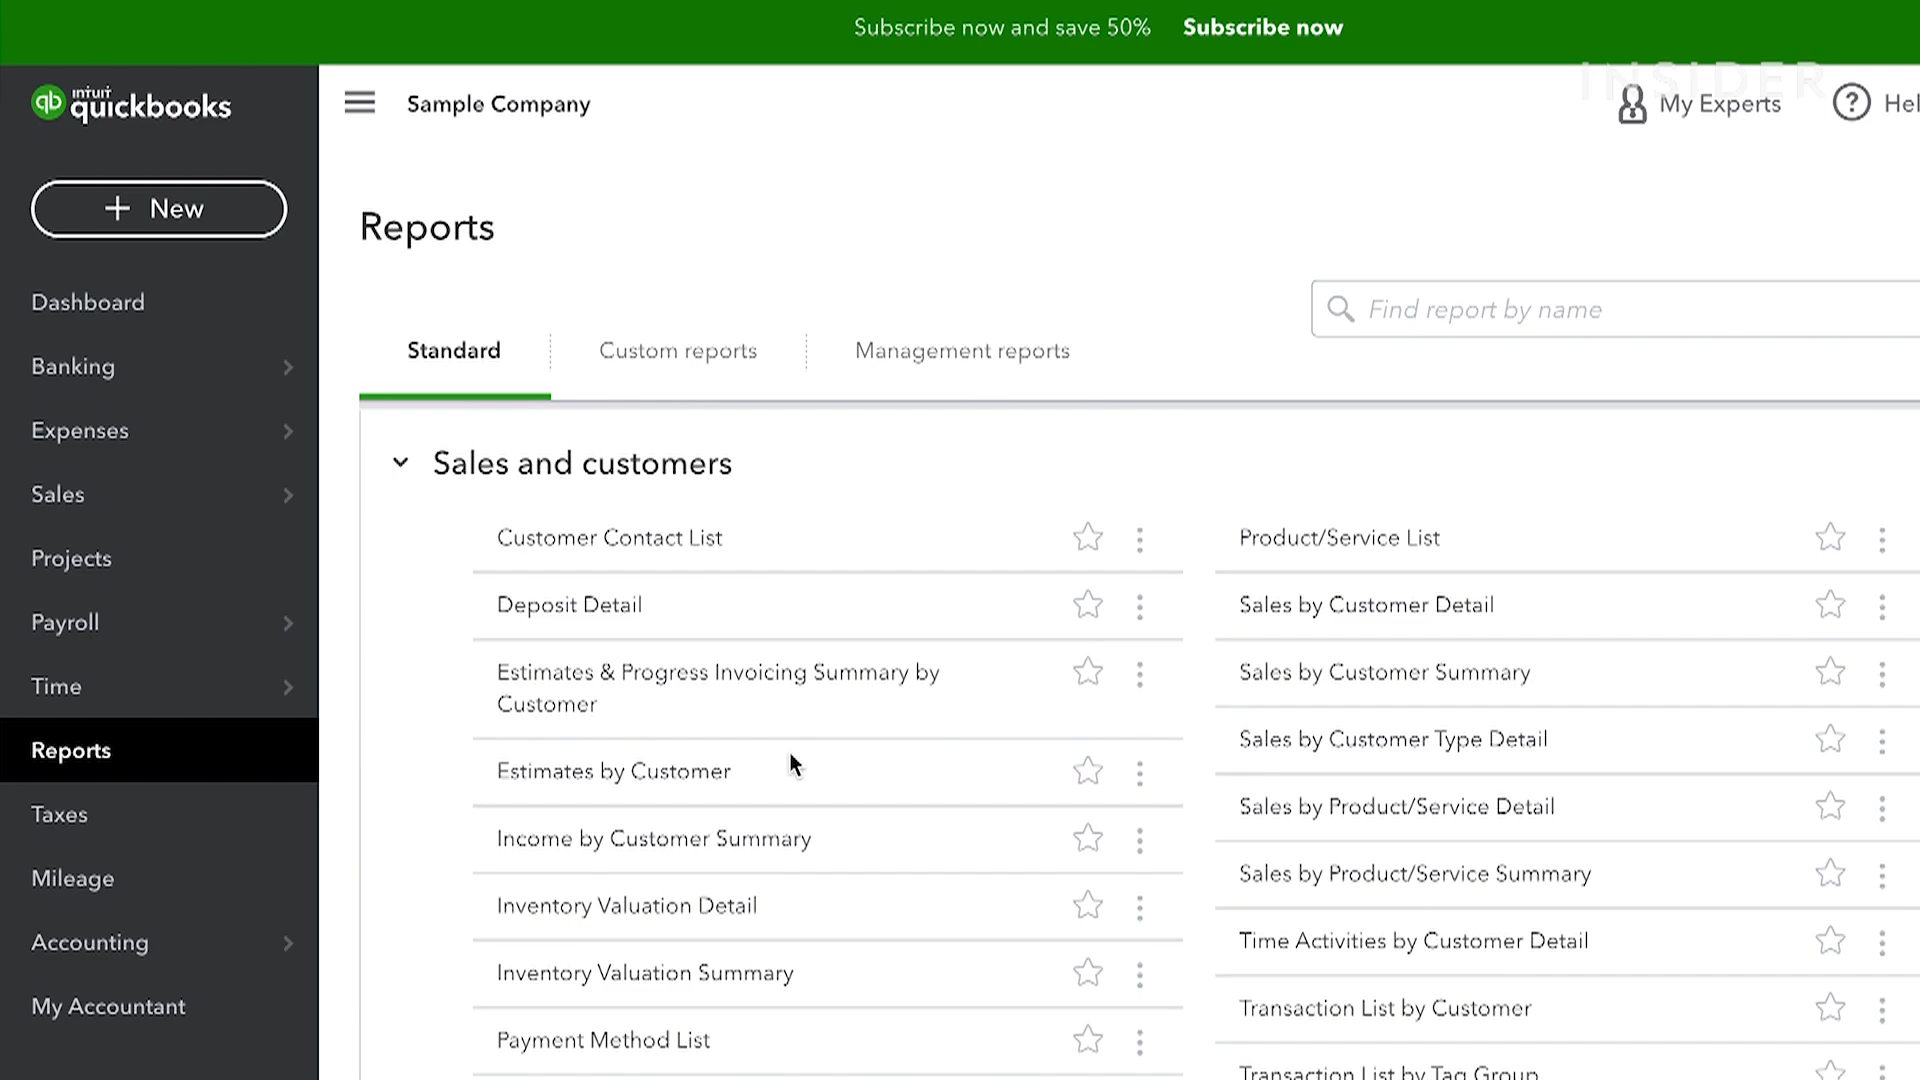 Subscribe now and save 50% Subscribe now
INSIDER
qb intuit quickbooks
Sample Company
My Experts
? Hel
+ New
Reports
Dashboard
Banking
Expenses
Sales
Projects
Payroll
Time
Reports
Taxes
Mileage
Accounting
My Accountant
Find report by name
Standard
Custom reports
Management reports
Sales and customers
Customer Contact List
Deposit Detail
Estimates & Progress Invoicing Summary by
Customer
Estimates by Customer
Income by Customer Summary
Inventory Valuation Detail
Inventory Valuation Summary
Payment Method List
Product/Service List
Sales by Customer Detail
Sales by Customer Summary
Sales by Customer Type Detail
Sales by Product/Service Detail
Sales by Product/Service Summary
Time Activities by Customer Detail
Transaction List by Customer
Transaction List by Tag Group